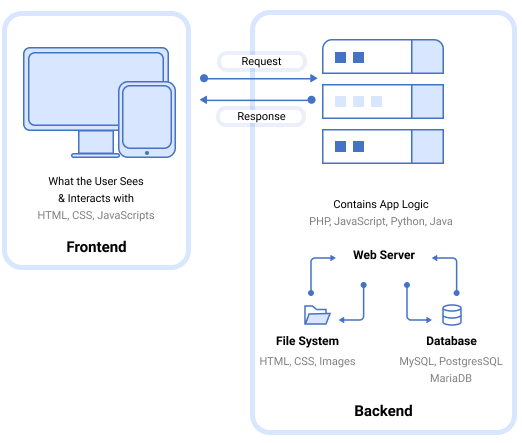 Request
Response
What the User Sees
& Interacts with
HTML, CSS, JavaScripts
Frontend
Contains App Logic
PHP, JavaScript, Python, Java
Web Server
File System
HTML, CSS, Images
Database
MySQL, PostgresSQL
MariaDB
Backend